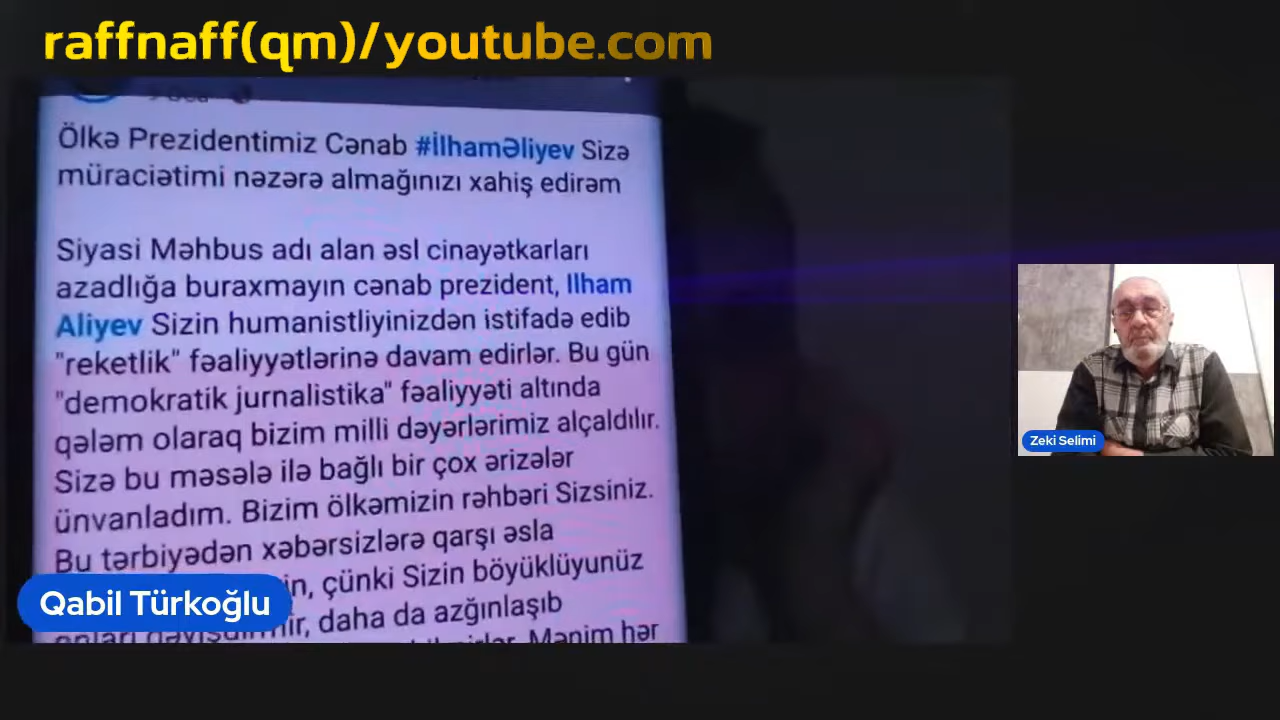 raffnaff(qm)/youtube.com
Ölkə Prezidentimiz Cənab #İlhamƏliyev Sizə
müraciətimi nəzərə almağınızı xahiş edirəm
Siyasi Məhbus adı alan əsl cinayətkarları
azadlığa buraxmayın cənab prezident, Ilham
Aliyev Sizin humanistliyinizdən istifadə edib
"reketlik" fəaliyyətlərinə davam edirlər. Bu gün
"demokratik jurnalistika" fəaliyyəti altında
qələm olaraq bizim milli dəyərlərimiz alçaldılır.
Sizə bu məsələ ilə bağlı bir çox ərizələr
ünvanladım. Bizim ölkəmizin rəhbəri Sizsiniz.
Bu tərbiyədən xəbərsizlərə qarşı əsla
çünki Sizin böyüklüyünüz
daha da azğınlaşıb
Mənim hər
Qabil Türkoğlu
Zeki Selimi